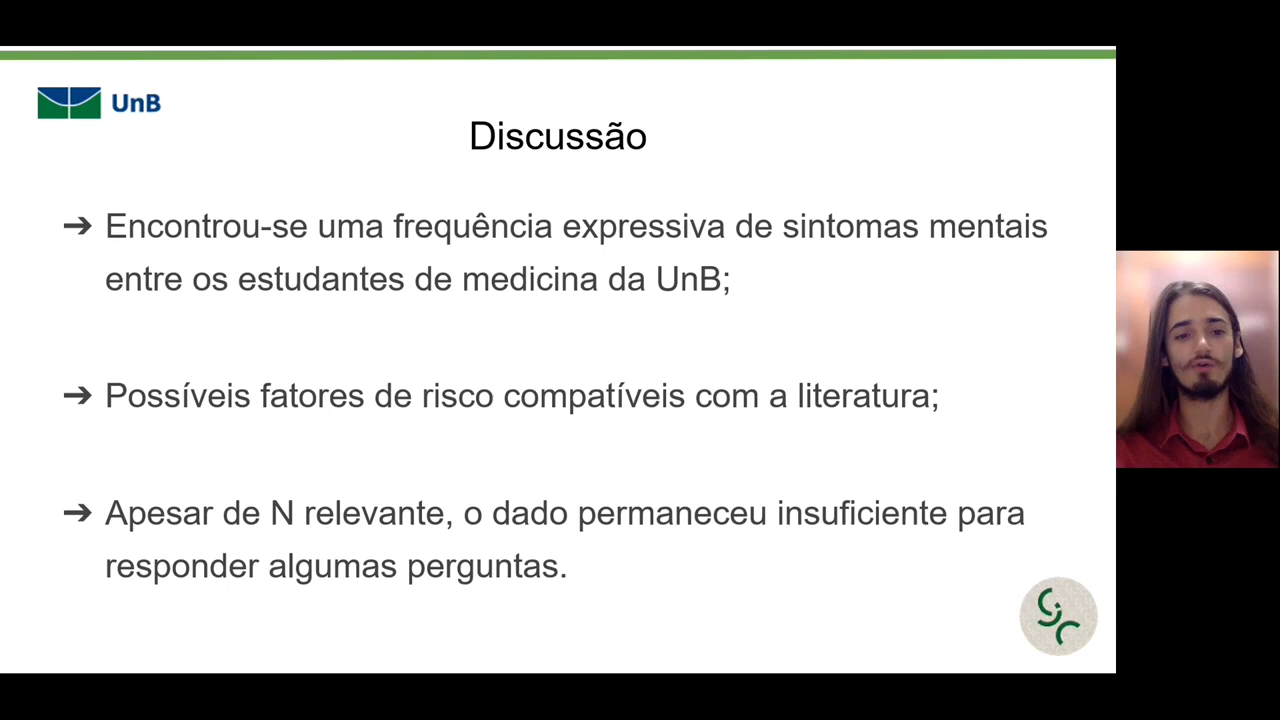 UnB
Discussão
➔ Encontrou-se uma frequência expressiva de sintomas mentais
entre os estudantes de medicina da UnB;
➔ Possíveis fatores de risco compatíveis com a literatura;
➔ Apesar de N relevante, o dado permaneceu insuficiente para
responder algumas perguntas.